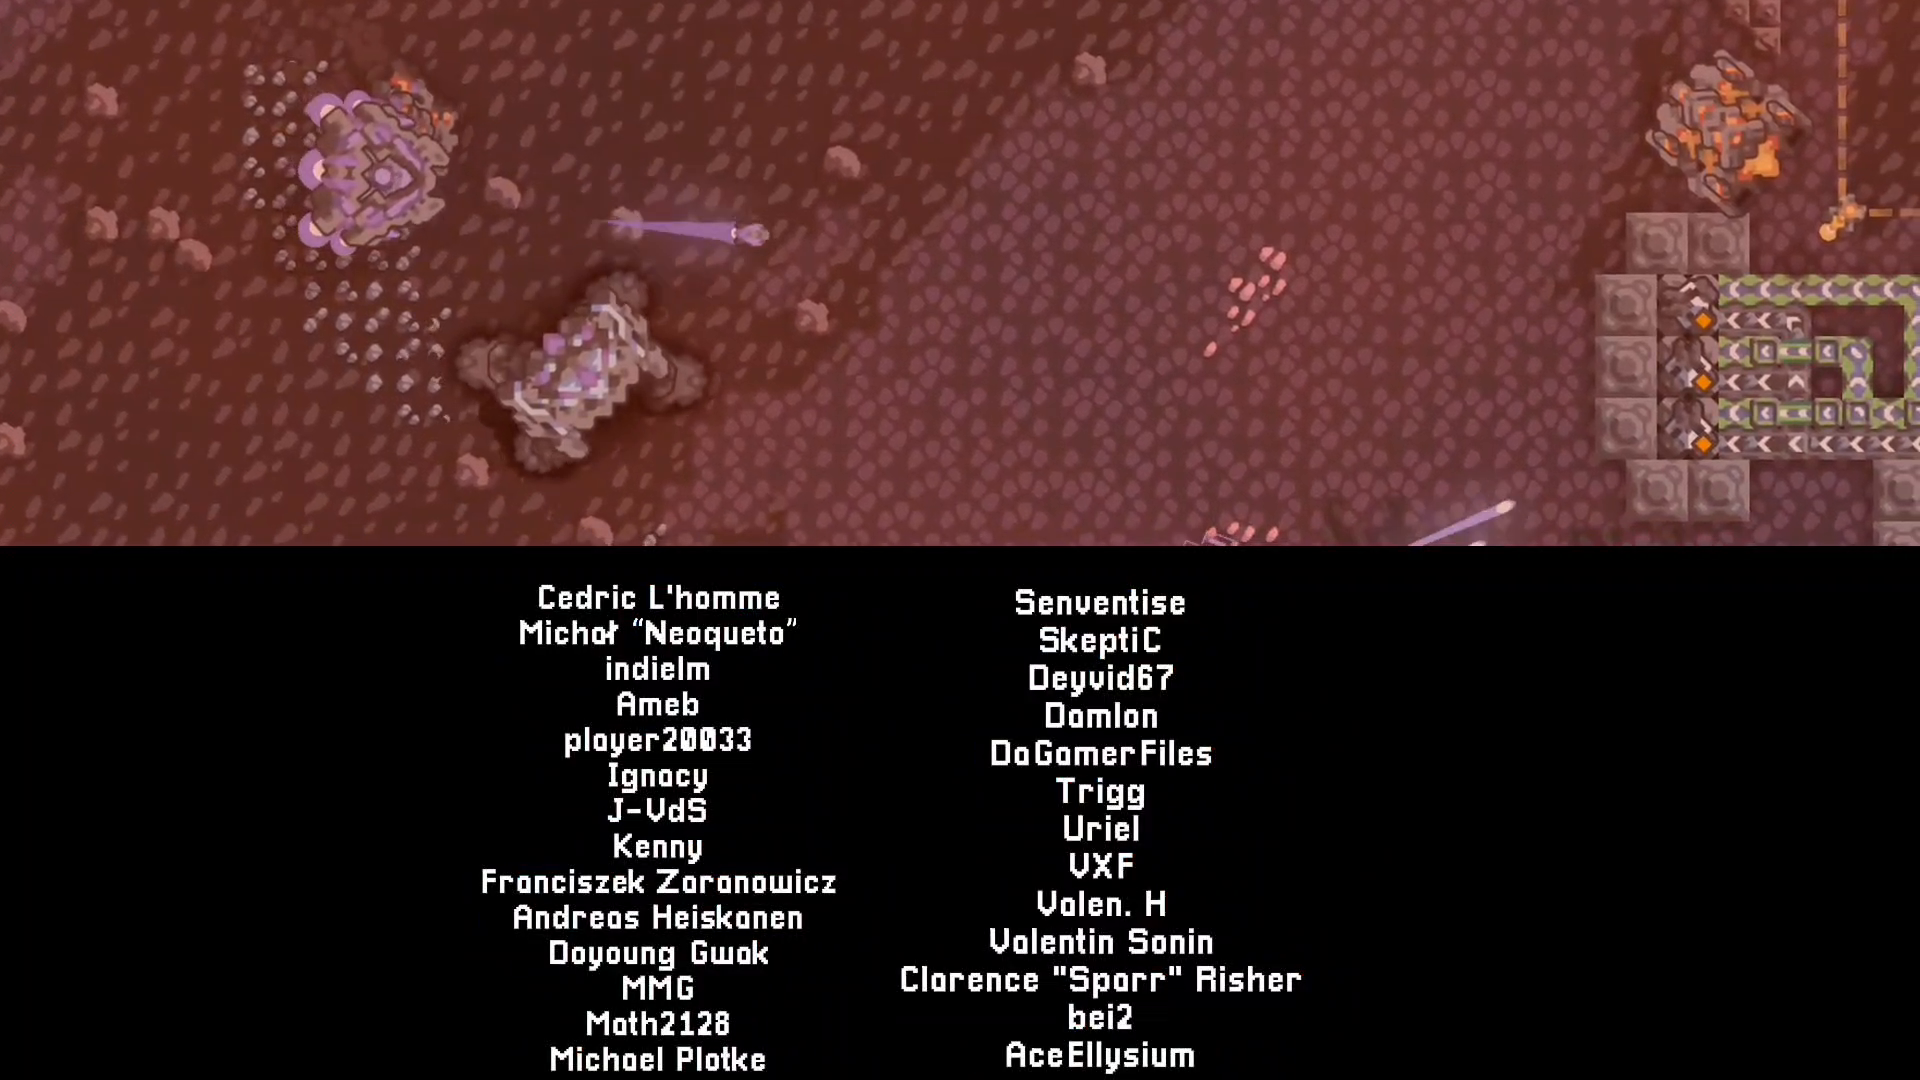 Cedric L'homme
Michał “Neoqueto”
indielm
Ameb
player20033
Ignacy
J-VdS
Kenny
Franciszek Zaranowicz
Andreas Heiskanen
Doyoung Gwak
MMG
Math2128
Michael Plotke
Senventise
SkeptiC
Deyvid67
Damlon
DaGamerFiles
Trigg
Uriel
VXF
Valen. H
Valentin Sonin
Clarence "Sparr" Risher
bei2
AceEllysium